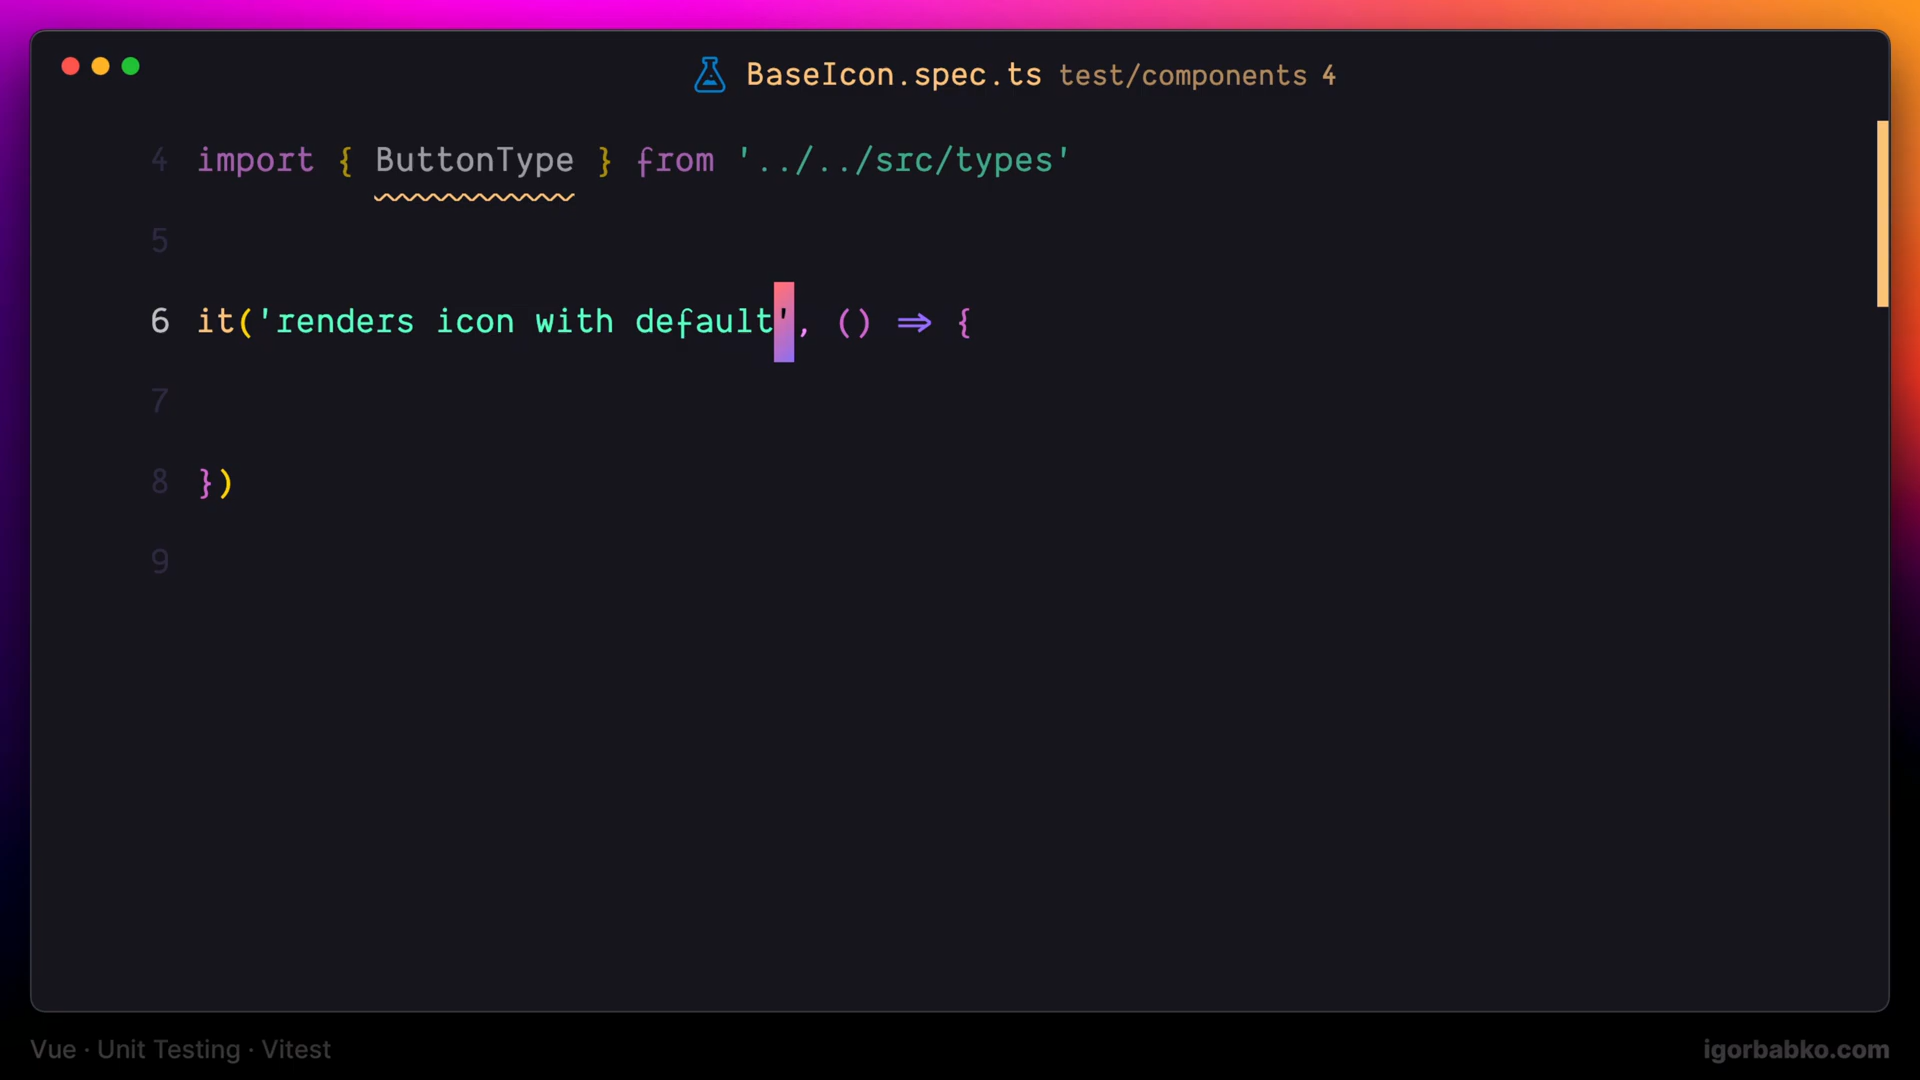 BaseIcon.spec.ts test/components 4
4 import { ButtonType } from '../../src/types'
5
6 it('renders icon with default', () => {
7
8 })
9
Vue · Unit Testing · Vitest
igorbabko.com